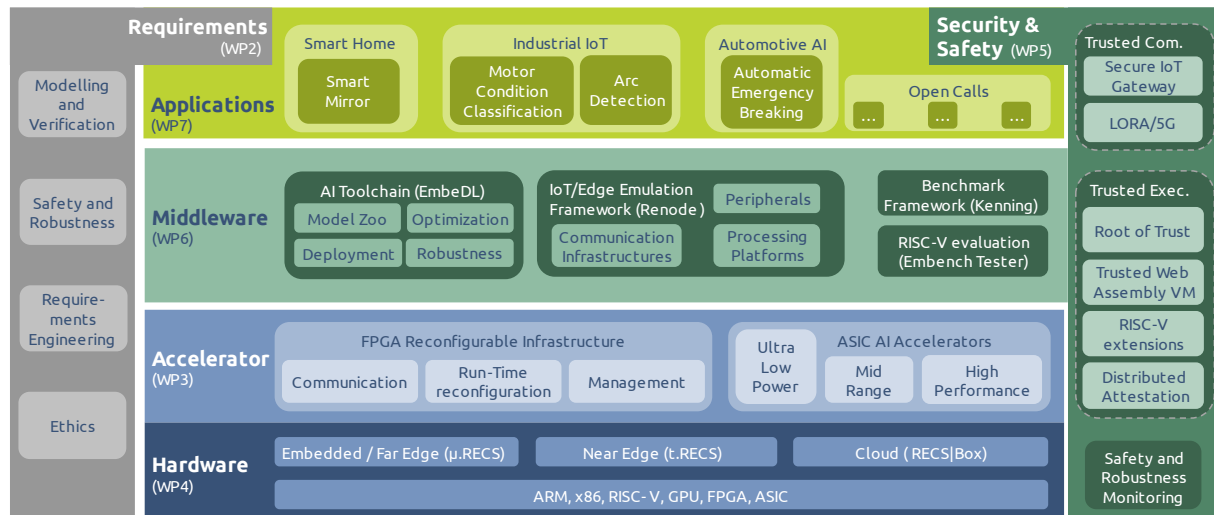 Requirements
(WP2)
Modelling
and
Verification
Safety and
Robustness
Require-
ments
Engineering
Ethics
Applications
(WP7)
Smart Home
Smart
Mirror
Industrial IoT
Motor
Condition
Classification
Arc
Detection
Automotive AI
Automatic
Emergency
Breaking
Open Calls
...
...
...
Middleware
(WP6)
AI Toolchain (EmbeDL)
Model Zoo
Optimization
Deployment
Robustness
IoT/Edge Emulation
Framework (Renode )
Peripherals
Communication
Infrastructures
Processing
Platforms
Benchmark
Framework (Kenning)
RISC-V evaluation
(Embench Tester)
Accelerator
(WP3)
FPGA Reconfigurable Infrastructure
Communication
Run-Time
reconfiguration
Management
Ultra
Low
Power
ASIC AI Accelerators
Mid
Range
High
Performance
Hardware
(WP4)
Embedded / Far Edge (μ.RECS)
Near Edge (t.RECS)
Cloud ( RECS|Box)
ARM, x86, RISC- V, GPU, FPGA, ASIC
Security &
Safety (WP5)
Trusted Com.
Secure IoT
Gateway
LORA/5G
Trusted Exec.
Root of Trust
Trusted Web
Assembly VM
RISC-V
extensions
Distributed
Attestation
Safety and
Robustness
Monitoring